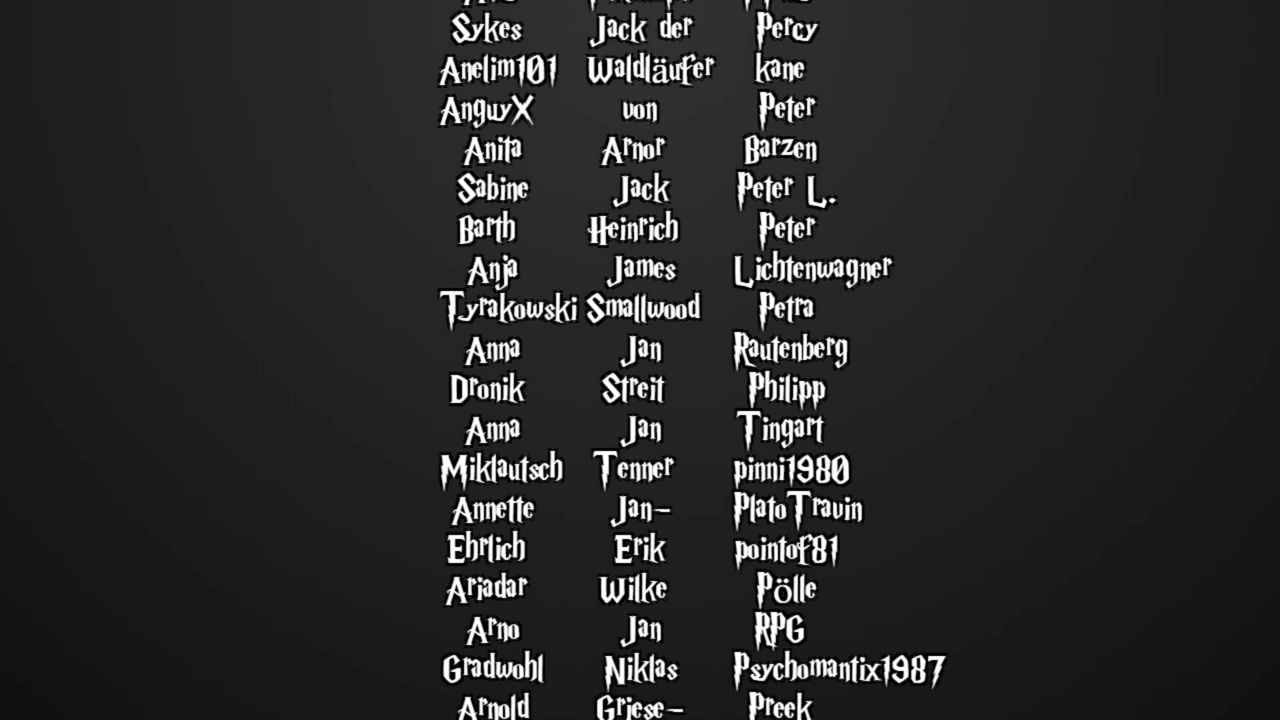 Sykes Jack der Percy
Anelim101 Waldläufer kane
AnguyX von Peter
Anita Arnor Barzen
Sabine Jack Peter L.
Barth Heinrich Peter
Anja James Lichtenwagner
Tyrakowski Smallwood Petra
Anna Jan Rautenberg
Dronik Streit Philipp
Anna Jan Tingart
Miklautsch Tenner pinni1980
Annette Jan- PlatoTravin
Ehrlich Erik pointof81
Ariadar Wilke Pölle
Arno Jan RPG
Gradwohl Niklas Psychomantix1987
Arnold Griese- Preek